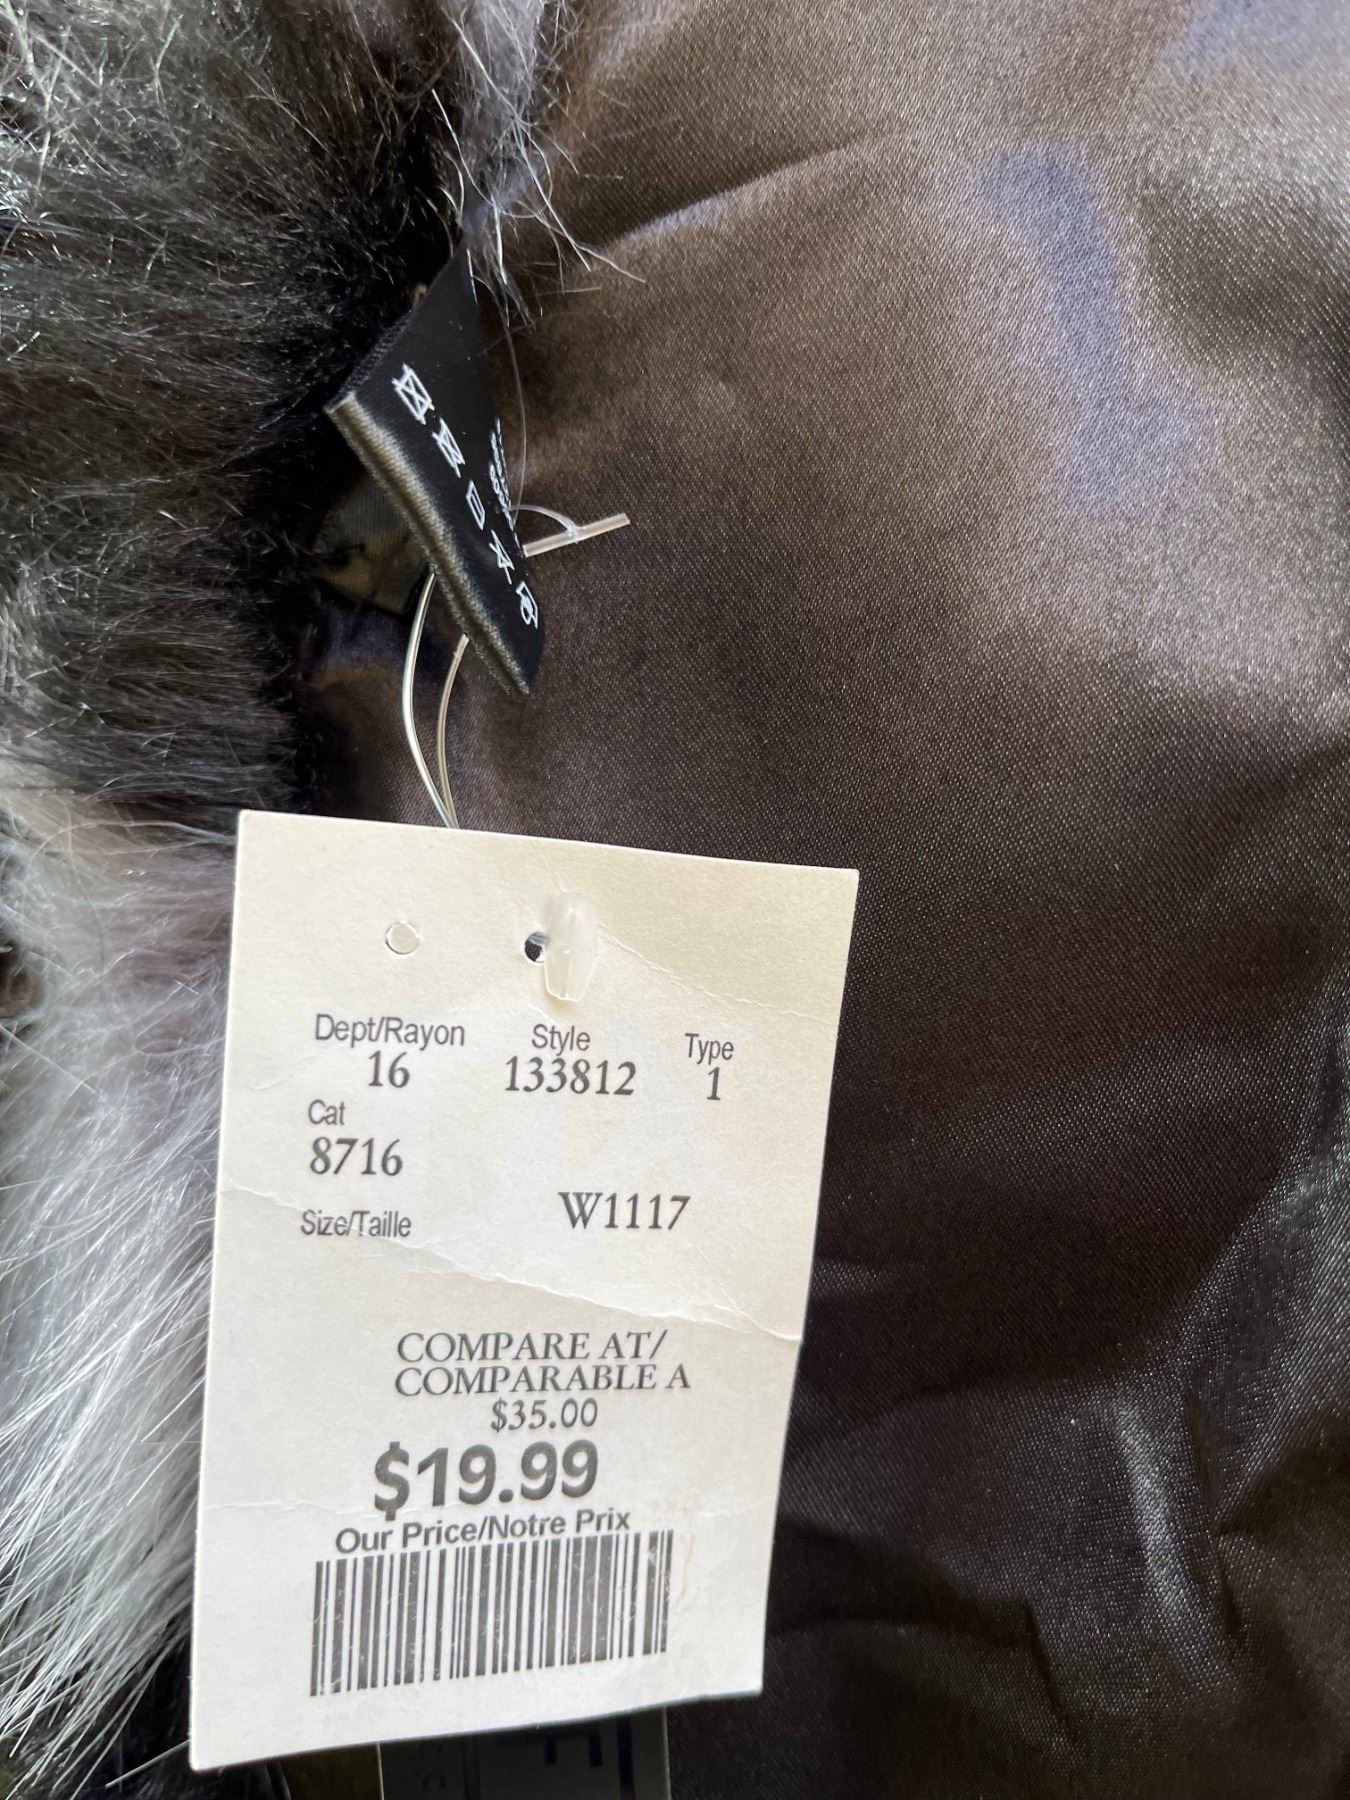 Dept/Rayon Style Type
16 133812 1
Cat
8716
W1117
Size/Taille
COMPARE AT/
COMPARABLE A
$35.00
$19.99
Our Price/Notre Prix